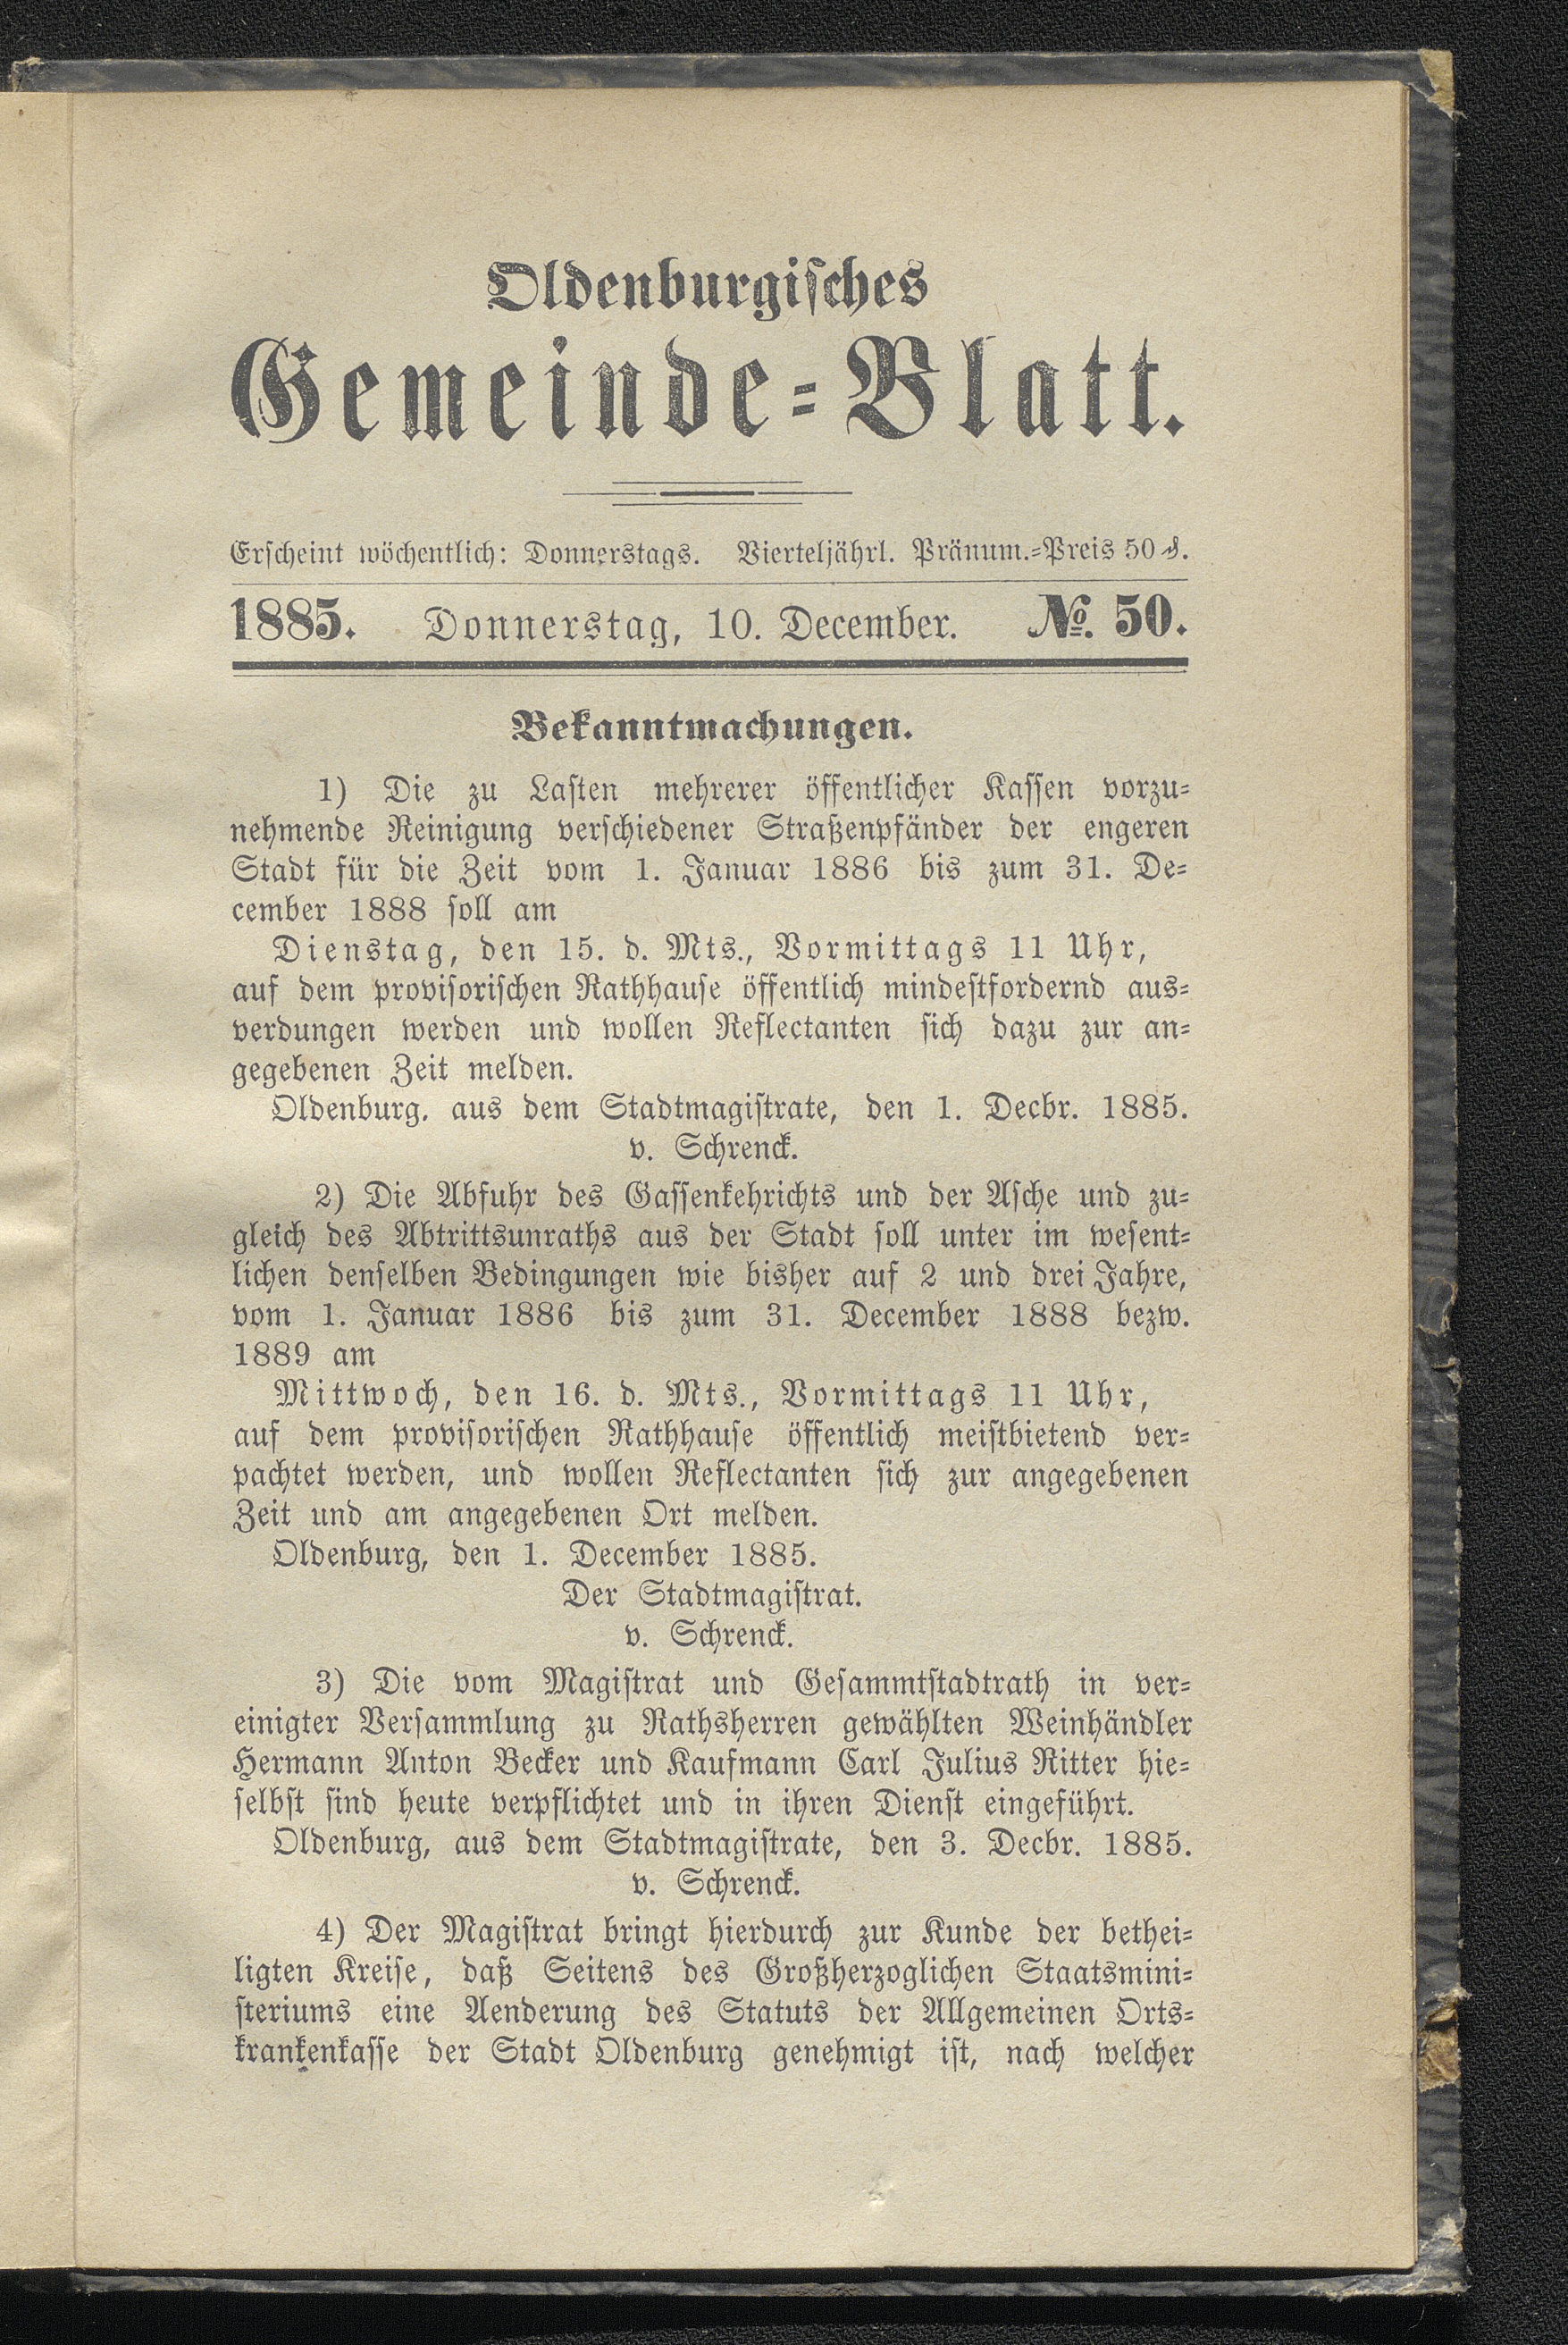 Oldenburgisches
Gemeinde-Blatt.
Erscheint wöchentlich: Donnerstags. Vierteljährl. Pränum.-Preis 50 ₰.
1885. Donnerstag, 10. December. №. 50.
Bekanntmachungen.
1) Die zu Lasten mehrerer öffentlicher Kassen vorzu-
nehmende Reinigung verschiedener Straßenpfänder der engeren
Stadt für die Zeit vom 1. Januar 1886 bis zum 31. De-
cember 1888 soll am
Dienstag, den 15. d. Mts., Vormittags 11 Uhr,
auf dem provisorischen Rathhause öffentlich mindestfordernd aus-
verdungen werden und wollen Reflectanten sich dazu zur an-
gegebenen Zeit melden.
Oldenburg. aus dem Stadtmagistrate, den 1. Decbr. 1885.
v. Schrenck.
2) Die Abfuhr des Gassenkehrichts und der Asche und zu-
gleich des Abtrittsunraths aus der Stadt soll unter im wesent-
lichen denselben Bedingungen wie bisher auf 2 und drei Jahre,
vom 1. Januar 1886 bis zum 31. December 1888 bezw.
1889 am
Mittwoch, den 16. d. Mts., Vormittags 11 Uhr,
auf dem provisorischen Rathhause öffentlich meistbietend ver-
pachtet werden, und wollen Reflectanten sich zur angegebenen
Zeit und am angegebenen Ort melden.
Oldenburg, den 1. December 1885.
Der Stadtmagistrat.
v. Schrenck.
3) Die vom Magistrat und Gesammtstadtrath in ver-
einigter Versammlung zu Rathsherren gewählten Weinhändler
Hermann Anton Becker und Kaufmann Carl Julius Ritter hie-
selbst sind heute verpflichtet und in ihren Dienst eingeführt.
Oldenburg, aus dem Stadtmagistrate, den 3. Decbr. 1885.
v. Schrenck.
4) Der Magistrat bringt hierdurch zur Kunde der bethei-
ligten Kreise, daß Seitens des Großherzoglichen Staatsmini-
steriums eine Aenderung des Statuts der Allgemeinen Orts-
krankenkasse der Stadt Oldenburg genehmigt ist, nach welcher